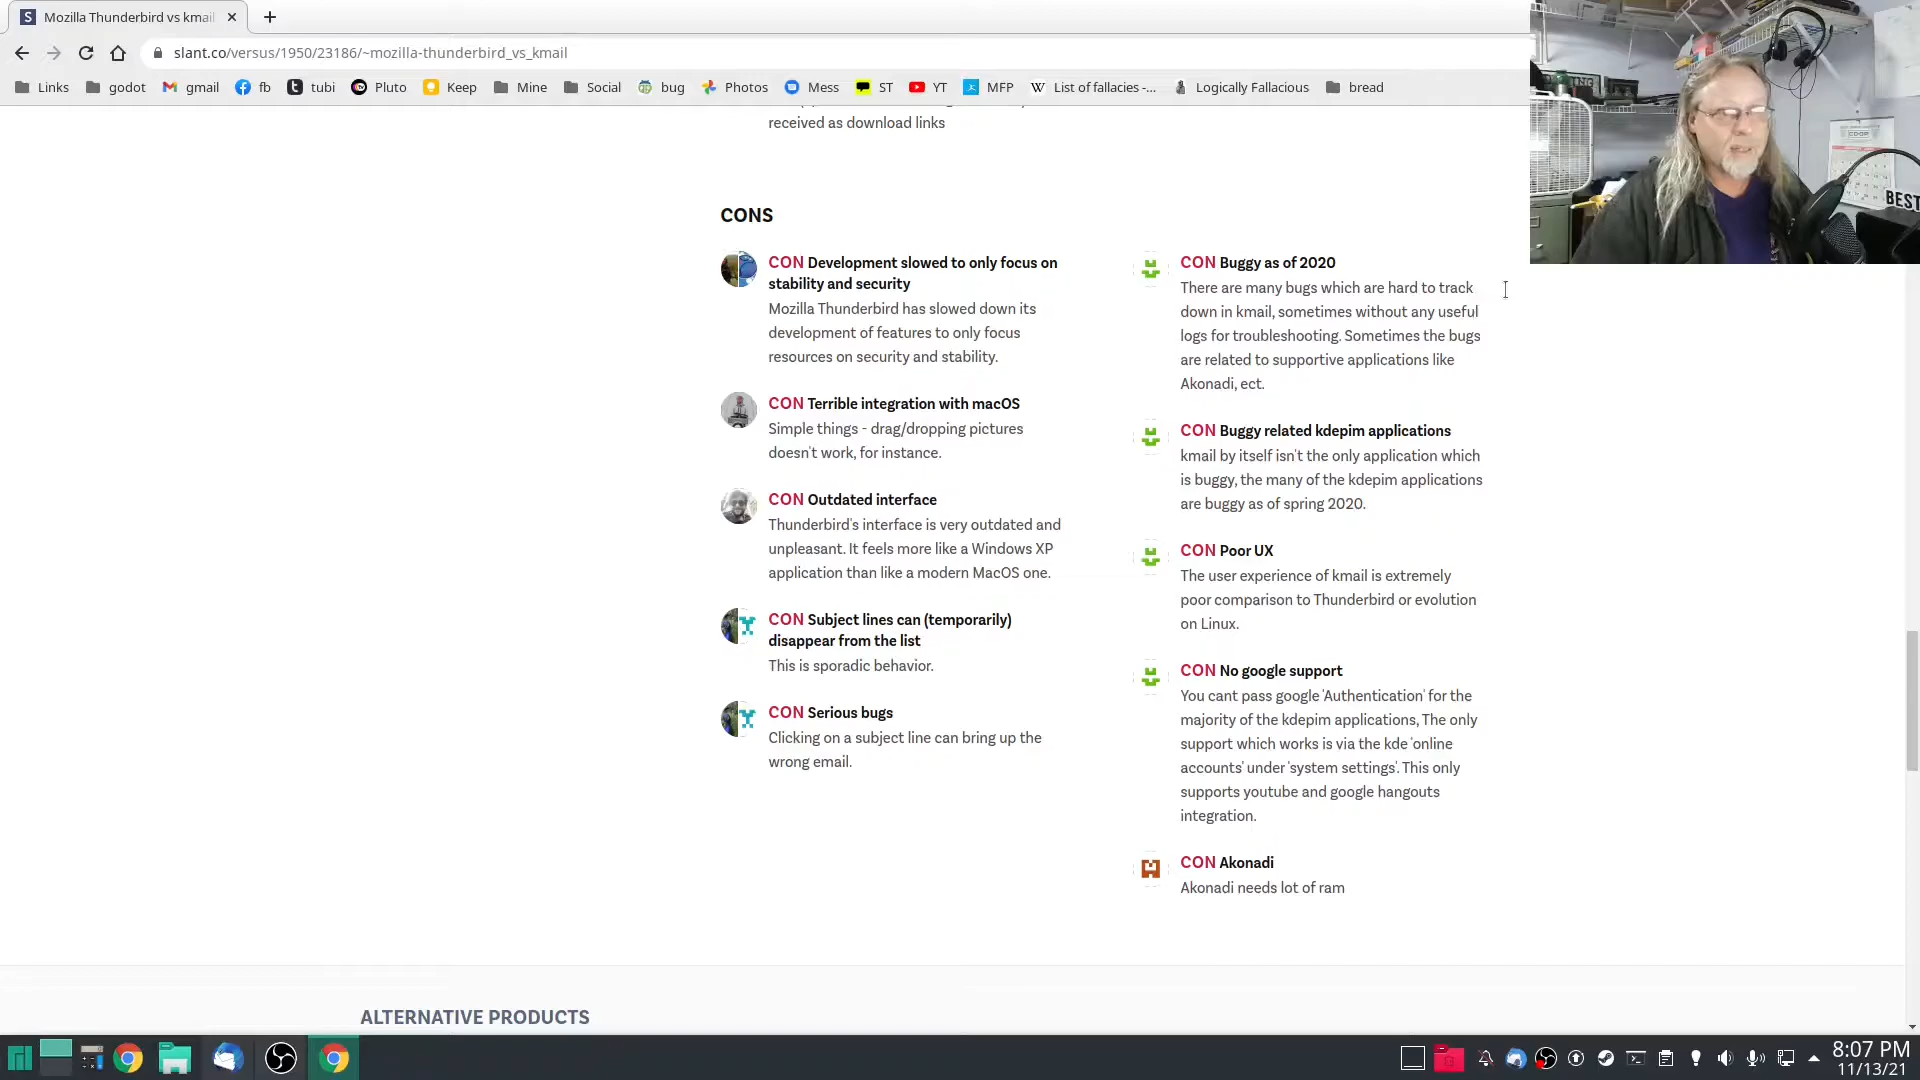 Mozilla Thunderbird vs kmai
slant.co/versus/1950/23186/~mozilla-thunderbird_vs_kmail
Links godot gmail fb tubi Pluto Keep Mine Social bug Photos Mess ST YT MFP List of fallacies -... Logically Fallacious bread
received as download links
CONS
CON Development slowed to only focus on
stability and security
Mozilla Thunderbird has slowed down its
development of features to only focus
resources on security and stability.
CON Terrible integration with macOS
Simple things - drag/dropping pictures
doesn't work, for instance.
CON Outdated interface
Thunderbird's interface is very outdated and
unpleasant. It feels more like a Windows XP
application than like a modern MacOS one.
CON Subject lines can (temporarily)
disappear from the list
This is sporadic behavior.
CON Serious bugs
Clicking on a subject line can bring up the
wrong email.
CON Buggy as of 2020
There are many bugs which are hard to track
down in kmail, sometimes without any useful
logs for troubleshooting. Sometimes the bugs
are related to supportive applications like
Akonadi, ect.
CON Buggy related kdepim applications
kmail by itself isn't the only application which
is buggy, the many of the kdepim applications
are buggy as of spring 2020.
CON Poor UX
The user experience of kmail is extremely
poor comparison to Thunderbird or evolution
on Linux.
CON No google support
You cant pass google 'Authentication' for the
majority of the kdepim applications, The only
support which works is via the kde 'online
accounts' under 'system settings'. This only
supports youtube and google hangouts
integration.
CON Akonadi
Akonadi needs lot of ram
ALTERNATIVE PRODUCTS
BEST
8:07 PM
11/13/21